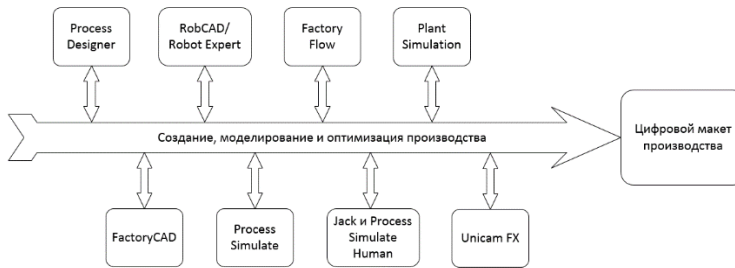 Process
Designer
RobCAD/
Robot Expert
Factory
Flow
Plant
Simulation
Создание, моделирование и оптимизация производства
Цифровой макет
производства
FactoryCAD
Process
Simulate
Jack и Process
Simulate
Human
Unicam FX